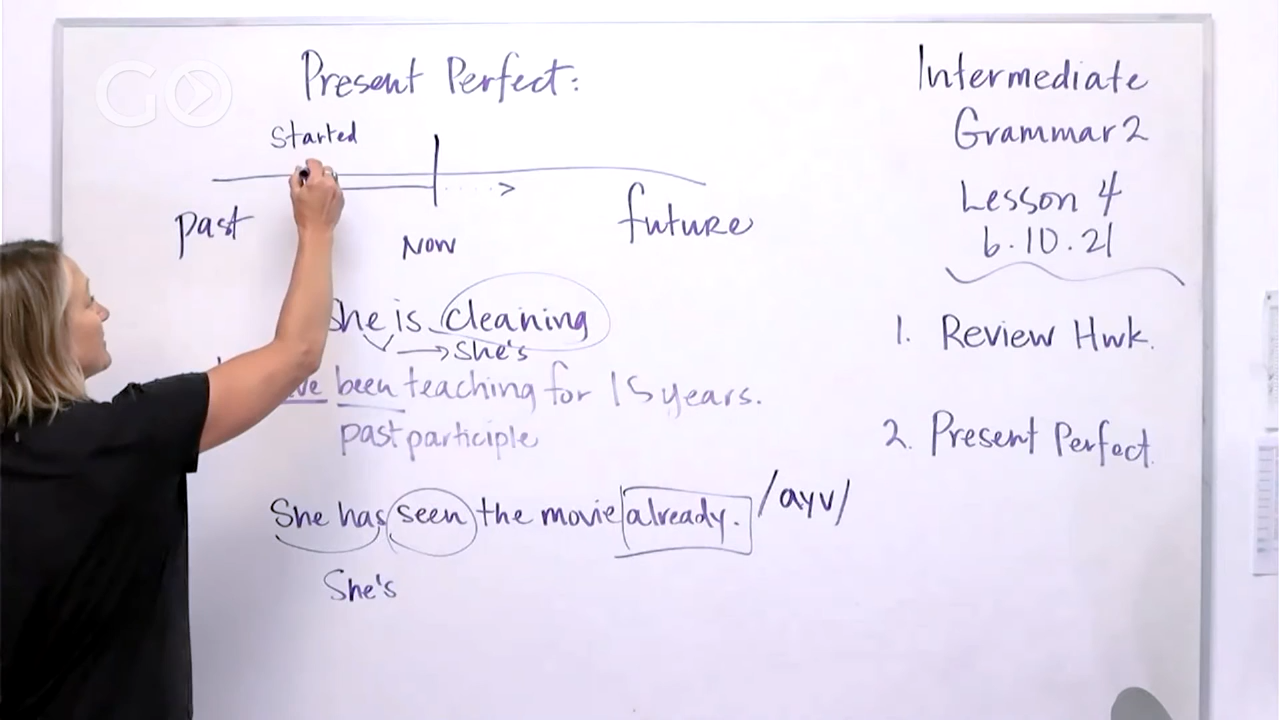 GO
Present Perfect:
Started
past
Now
future
She is cleaning
She's
been teaching for 15 years.
past participle
She has seen the movie already. /ayv/
She's
Intermediate
Grammar 2
Lesson 4
6.10.21
1. Review Hwk.
2. Present Perfect.